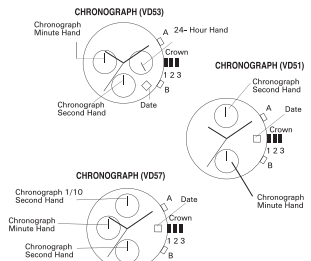 CHRONOGRAPH (VD53)
Chronograph
Minute Hand
24- Hour Hand
A
Crown
1 2 3
B
Chronograph
Second Hand
Date
CHRONOGRAPH (VD51)
Chronograph
Second Hand
A
Date
Crown
1 2 3
B
Chronograph
Minute Hand
CHRONOGRAPH (VD57)
Chronograph 1/10
Second Hand
A
Date
Chronograph
Minute Hand
Crown
1 2 3
Chronograph
Second Hand
B